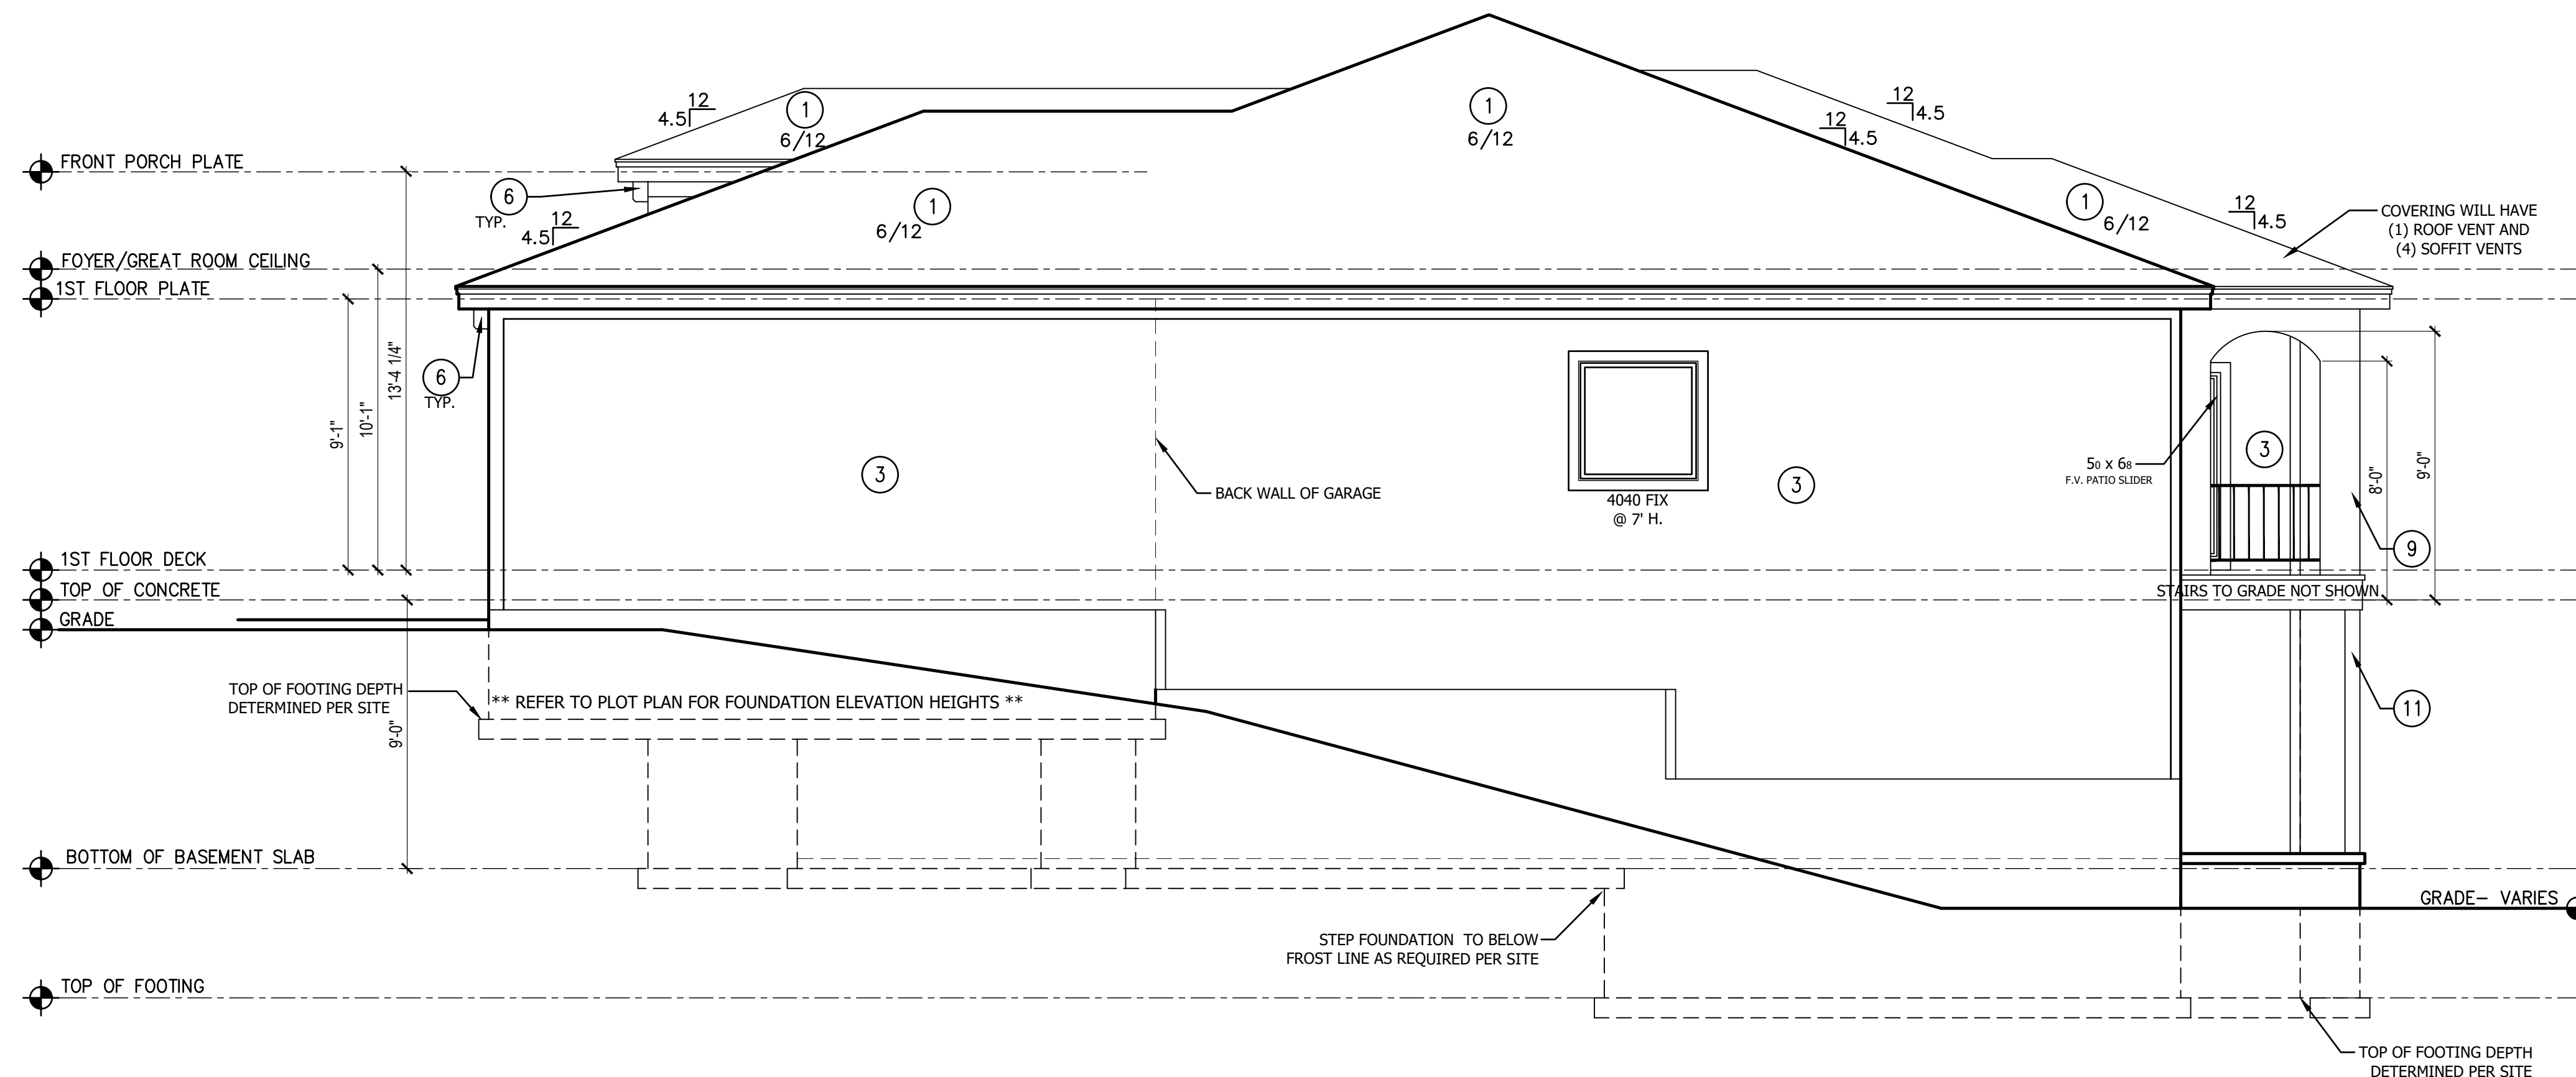 12
4.5
1
6/12
1
6/12
12
4.5
12
4.5
FRONT PORCH PLATE
6
TYP.
12
4.5
1
6/12
1
6/12
12
4.5
COVERING WILL HAVE
(1) ROOF VENT AND
(4) SOFFIT VENTS
FOYER/GREAT ROOM CEILING
1ST FLOOR PLATE
6
TYP.
9'-1"
10'-1"
13'-4 1/4"
3
BACK WALL OF GARAGE
4040 FIX
@ 7' H.
3
50 x 68
F.V. PATIO SLIDER
3
8'-0"
9'-0"
9
1ST FLOOR DECK
TOP OF CONCRETE
STAIRS TO GRADE NOT SHOWN
GRADE
TOP OF FOOTING DEPTH
DETERMINED PER SITE
** REFER TO PLOT PLAN FOR FOUNDATION ELEVATION HEIGHTS **
9'-0"
11
BOTTOM OF BASEMENT SLAB
GRADE- VARIES
STEP FOUNDATION TO BELOW
FROST LINE AS REQUIRED PER SITE
TOP OF FOOTING
TOP OF FOOTING DEPTH
DETERMINED PER SITE